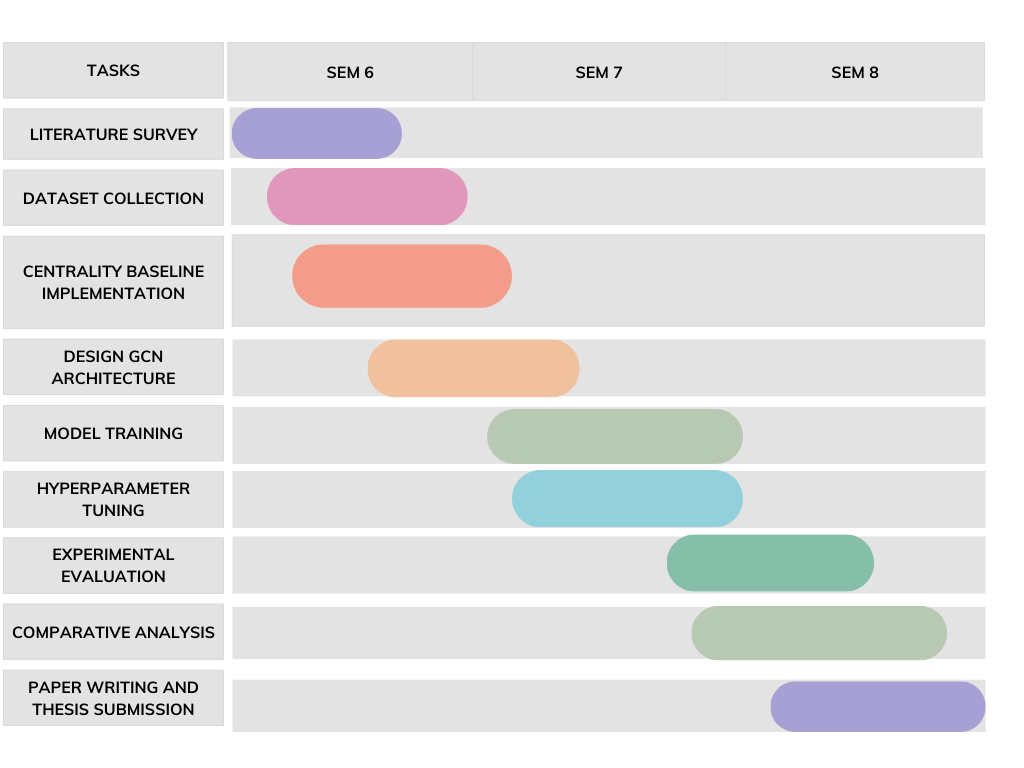 TASKS
SEM 6
SEM 7
SEM 8
LITERATURE SURVEY
DATASET COLLECTION
CENTRALITY BASELINE
IMPLEMENTATION
DESIGN GCN
ARCHITECTURE
MODEL TRAINING
HYPERPARAMETER
TUNING
EXPERIMENTAL
EVALUATION
COMPARATIVE ANALYSIS
PAPER WRITING AND
THESIS SUBMISSION